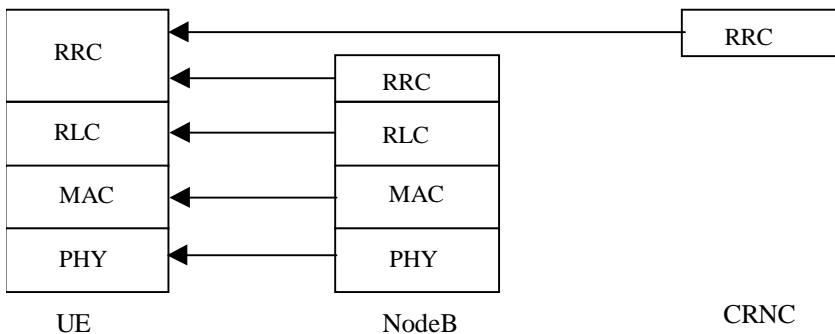 RRC
RRC
RRC
RLC
RLC
MAC
MAC
PHY
PHY
UE
NodeB
CRNC